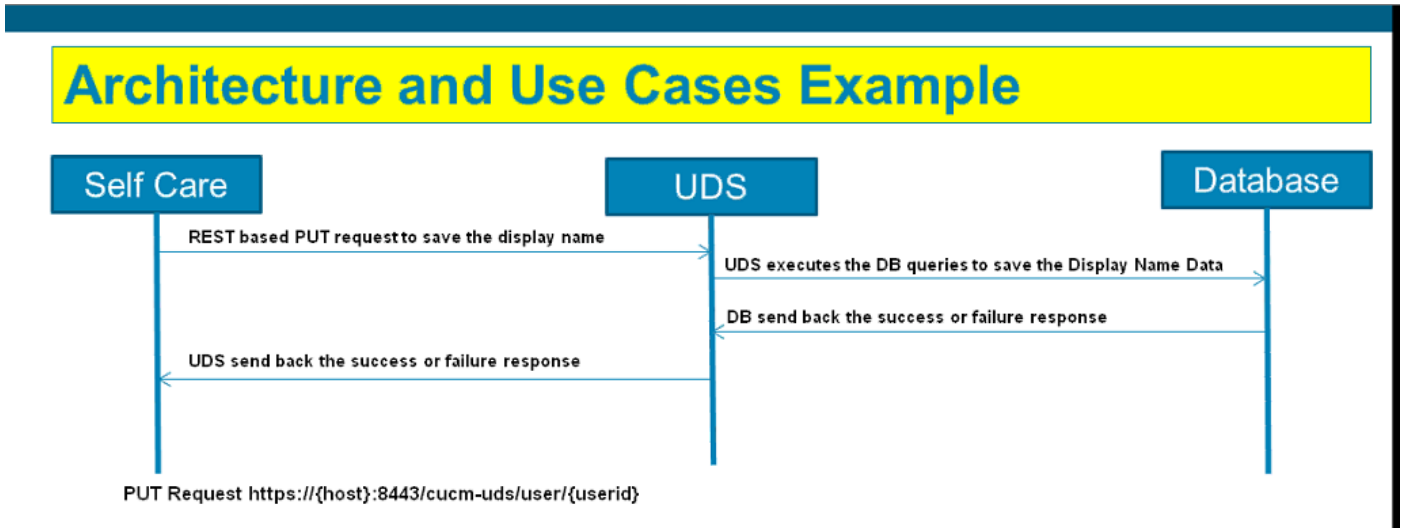 Architecture and Use Cases Example
Self Care
UDS
Database
REST based PUT request to save the display name
UDS executes the DB queries to save the Display Name Data
DB send back the success or failure response
UDS send back the success or failure response
PUT Request https://{host}:8443/cucm-uds/user/{userid}